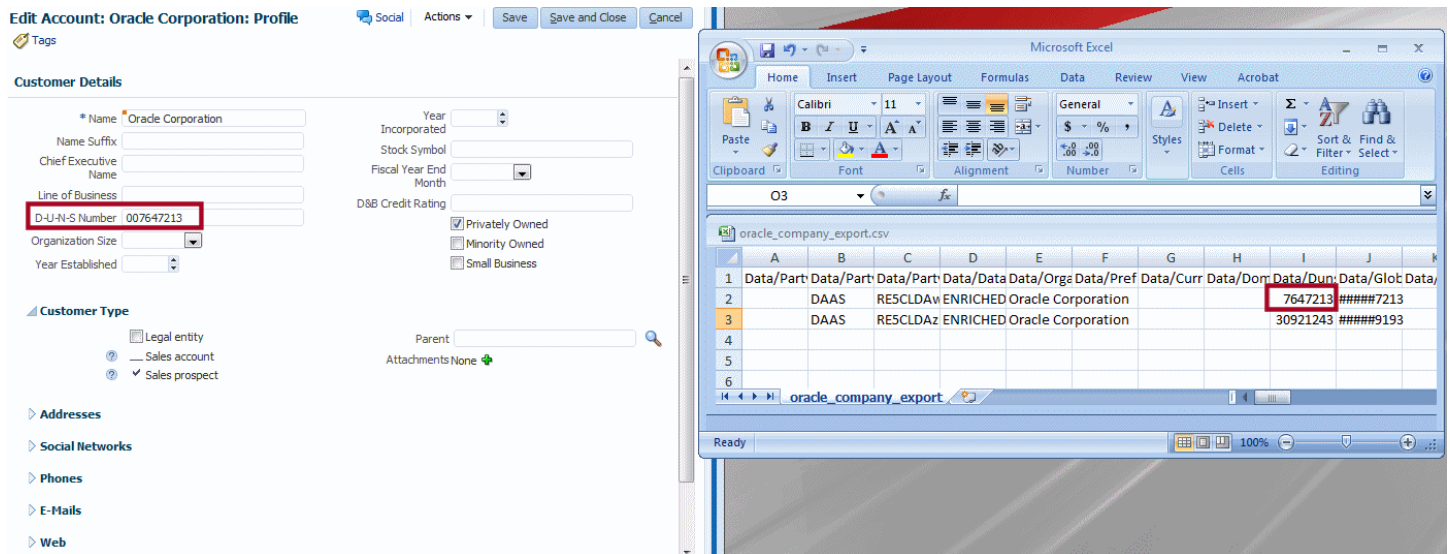 Edit Account: Oracle Corporation: Profile
Social Actions Save Save and Close Cancel
Tags
Customer Details
* Name Oracle Corporation
Name Suffix
Chief Executive
Name
Line of Business
D-U-N-S Number 007647213
Organization Size
Year Established
Year
Incorporated
Stock Symbol
Fiscal Year End
Month
D&B Credit Rating
Privately Owned
Minority Owned
Small Business
Customer Type
Legal entity
Sales account
Sales prospect
Parent
Attachments None
Addresses
Social Networks
Phones
E-Mails
Web
Microsoft Excel
Home Insert Page Layout Formulas Data Review View Acrobat
Paste
Clipboard
Calibri 11
B I U A A
A
Font
Alignment
General
$ % ,
.0 .00
.00 .0
Number
Styles
Insert
Delete
Format
Cells
Σ
Sort & Filter
Find & Select
Editing
O3 fx
oracle_company_export.csv
A B C D E F G H I J K
1 Data/Part Data/Part Data/Part Data/Data Data/Orga Data/Pref Data/Curr Data/Dom Data/Dun Data/Glob Data/
2 DAAS RE5CLDAw ENRICHED Oracle Corporation 7647213 #####7213
3 DAAS RE5CLDAz ENRICHED Oracle Corporation 30921243 #####9193
4
5
6
oracle_company_export
Ready 100%